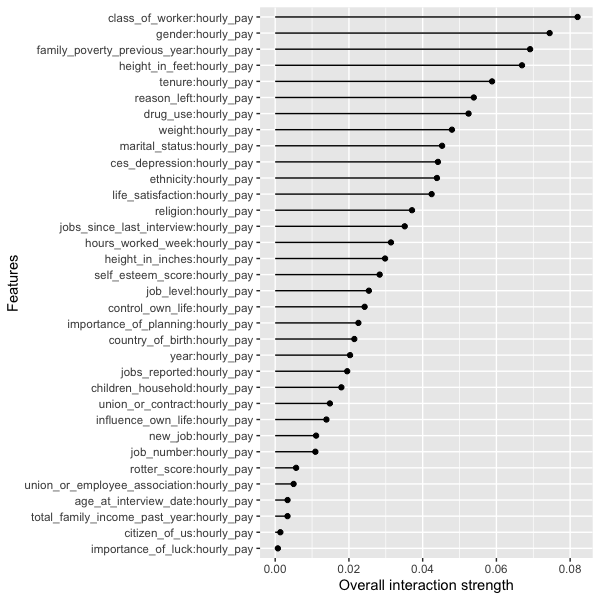 class_of_worker:hourly_pay
gender:hourly_pay
family_poverty_previous_year:hourly_pay
height_in_feet:hourly_pay
tenure:hourly_pay
reason_left:hourly_pay
drug_use:hourly_pay
weight:hourly_pay
marital_status:hourly_pay
ces_depression:hourly_pay
ethnicity:hourly_pay
life_satisfaction:hourly_pay
religion:hourly_pay
jobs_since_last_interview:hourly_pay
hours_worked_week:hourly_pay
height_in_inches:hourly_pay
self_esteem_score:hourly_pay
job_level:hourly_pay
control_own_life:hourly_pay
importance_of_planning:hourly_pay
country_of_birth:hourly_pay
year:hourly_pay
jobs_reported:hourly_pay
children_household:hourly_pay
union_or_contract:hourly_pay
influence_own_life:hourly_pay
new_job:hourly_pay
job_number:hourly_pay
rotter_score:hourly_pay
union_or_employee_association:hourly_pay
age_at_interview_date:hourly_pay
total_family_income_past_year:hourly_pay
citizen_of_us:hourly_pay
importance_of_luck:hourly_pay
Features
0.00 0.02 0.04 0.06 0.08
Overall interaction strength